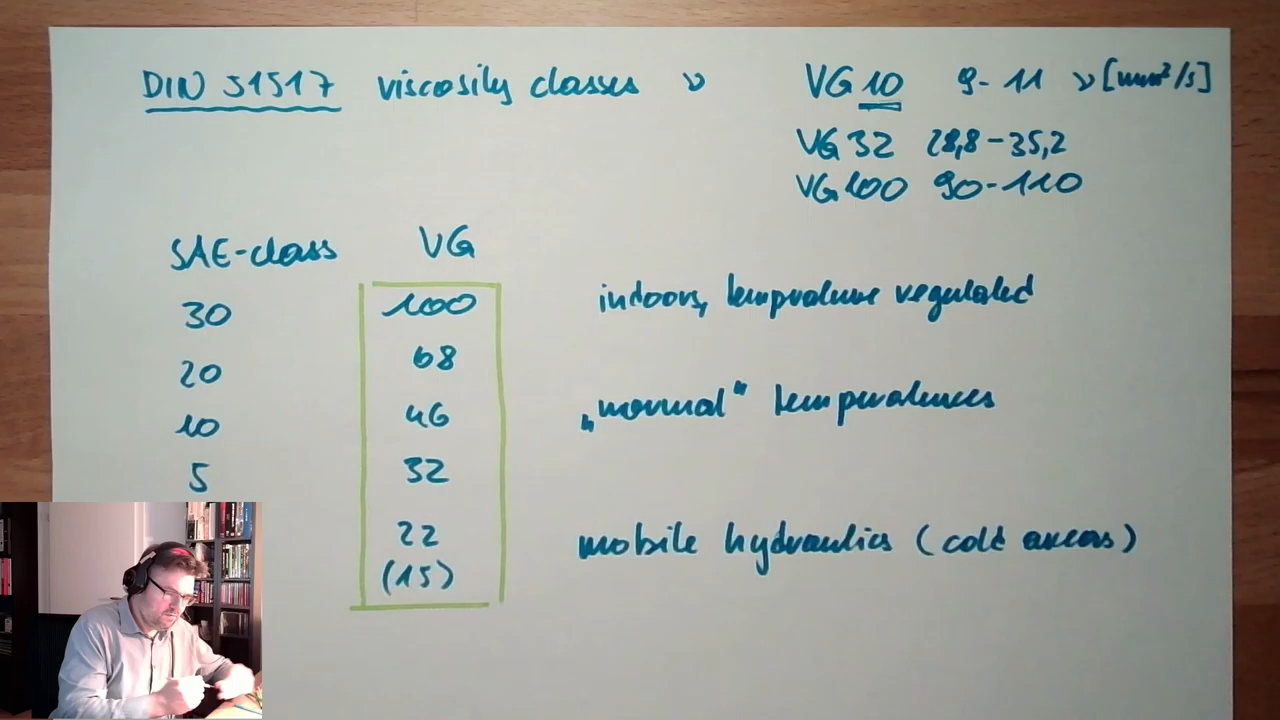 DIN 51517 viscosity classes ν
VG 10 9-11 ν [mm²/s]
VG 32 28,8-35,2
VG 100 90-110
SAE-class VG
30 100 indoors, temperature regulated
20 68
10 46 „normal" temperatures
5 32
22 mobile hydraulics (cold areas)
(15)